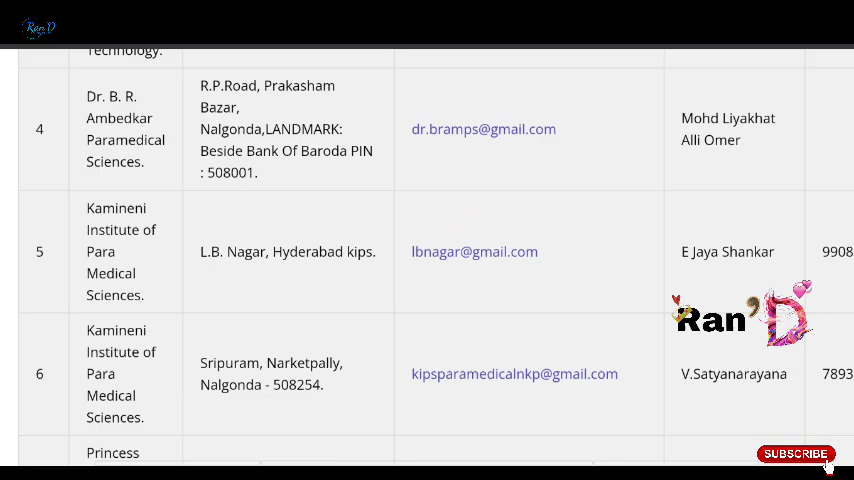 Ran'D
Technology.
4
Dr. B. R.
Ambedkar
Paramedical
Sciences.
R.P.Road, Prakasham
Bazar,
Nalgonda,LANDMARK:
Beside Bank Of Baroda PIN
: 508001.
dr.bramps@gmail.com
Mohd Liyakhat
Alli Omer
5
Kamineni
Institute of
Para
Medical
Sciences.
L.B. Nagar, Hyderabad kips.
lbnagar@gmail.com
E Jaya Shankar
9908
Ran'D
6
Kamineni
Institute of
Para
Medical
Sciences.
Sripuram, Narketpally,
Nalgonda - 508254.
kipsparamedicalnkp@gmail.com
V.Satyanarayana
7893
Princess
SUBSCRIBE